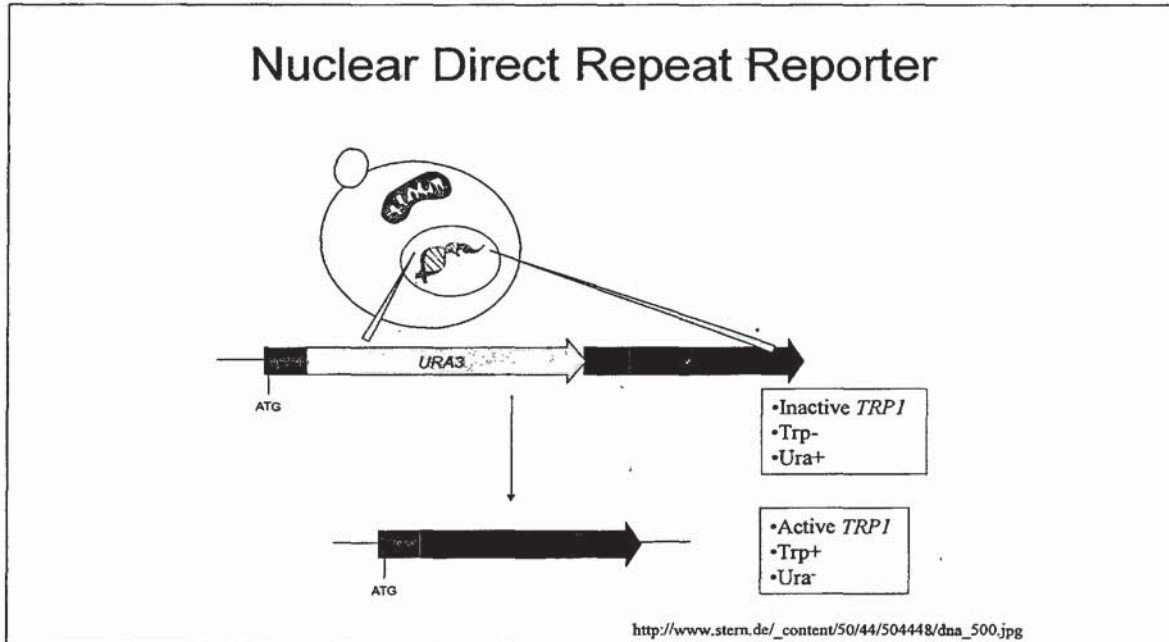 Nuclear Direct Repeat Reporter
URA3
ATG
•Inactive TRP1
•Trp-
•Ura+
•Active TRP1
•Trp+
•Ura-
ATG
http://www.stern.de/_content/50/44/504448/dna_500.jpg